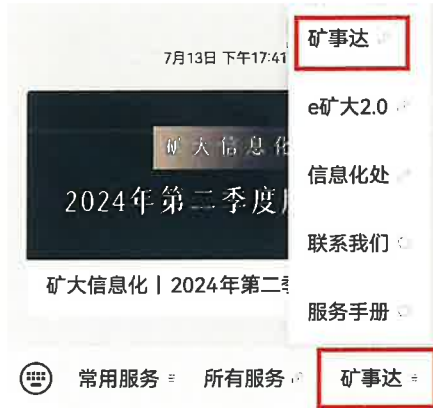 7月13日 下午17:41
矿大信息化
2024年第二季度
矿大信息化丨2024年第二季
矿事达
e矿大2.0
信息化处
联系我们
服务手册
常用服务
所有服务
矿事达